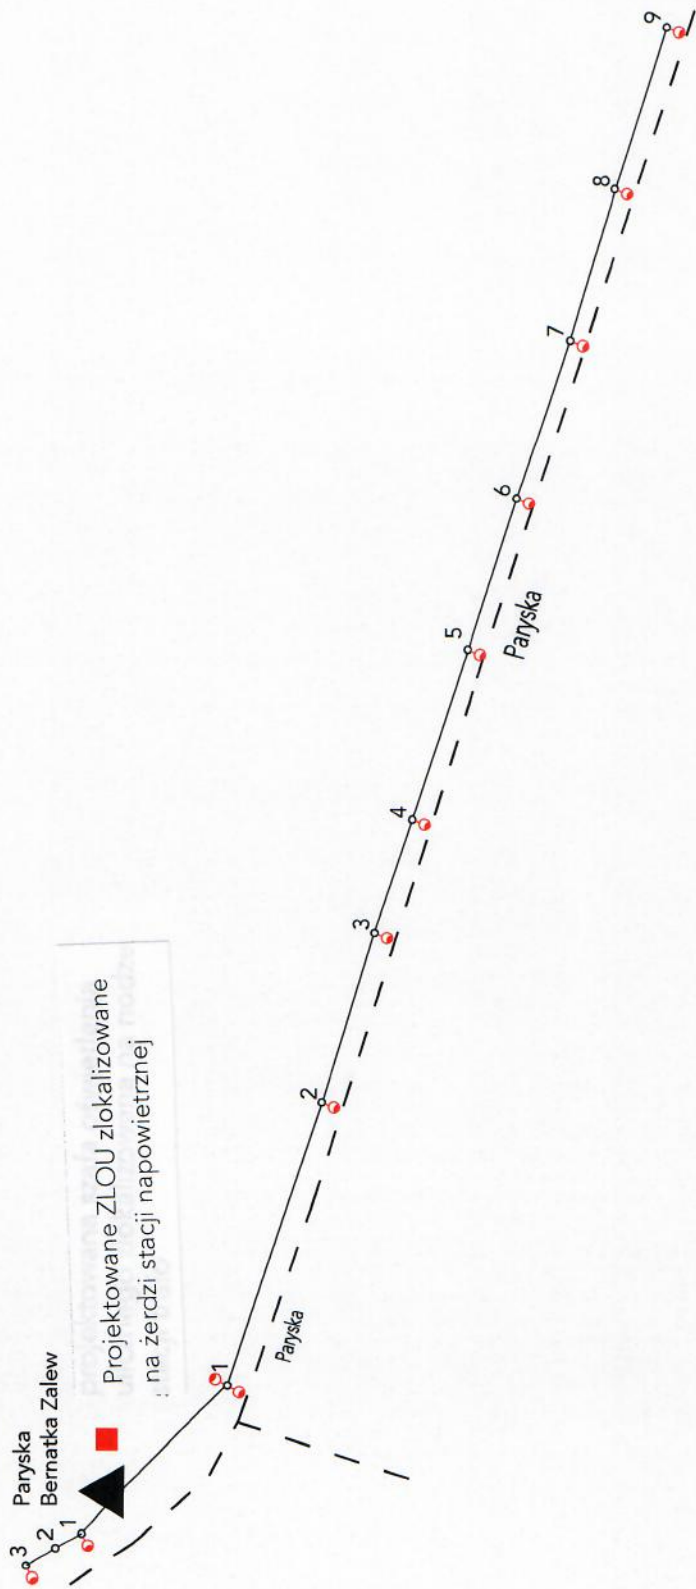 Paryska
Bernatka Zalew
3
2
1
Projektowane ZLOU zlokalizowane
: na żerdzi stacji napowietrznej
1
Paryska
2
3
4
5
Paryska
6
7
8
9